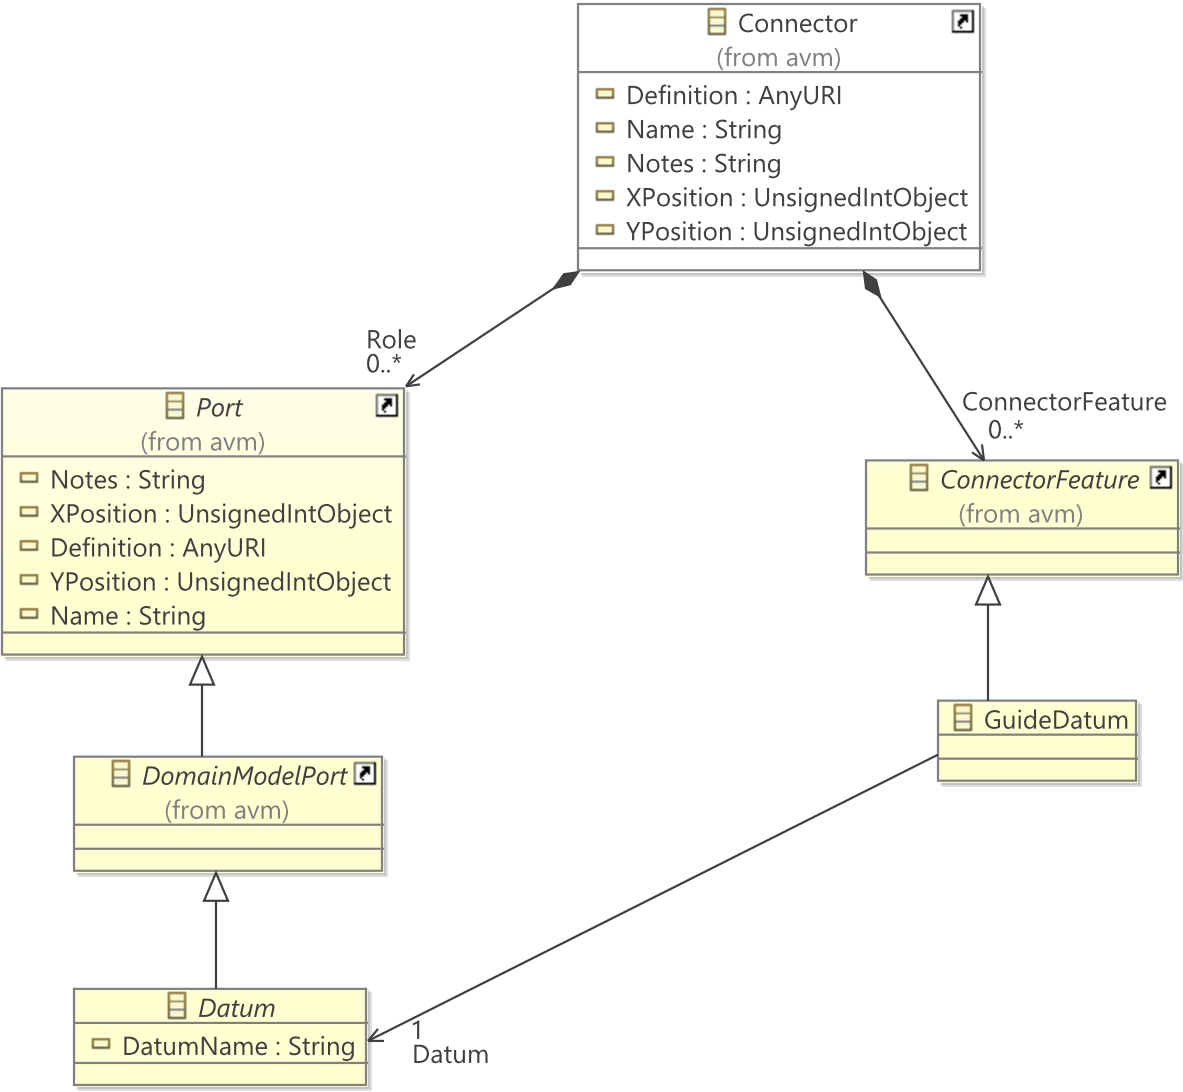 Connector
(from avm)
Definition : AnyURI
Name : String
Notes : String
XPosition : UnsignedIntObject
YPosition : UnsignedIntObject
Role
0..*
ConnectorFeature
0..*
Port
(from avm)
Notes : String
XPosition : UnsignedIntObject
Definition : AnyURI
YPosition : UnsignedIntObject
Name : String
ConnectorFeature
(from avm)
GuideDatum
DomainModelPort
(from avm)
Datum
DatumName : String
1
Datum